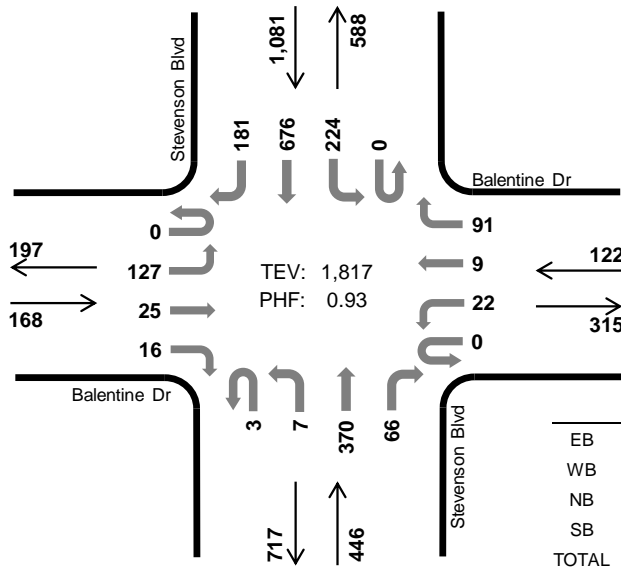 1,081
588
Stevenson Blvd
181
676
224
0
Balentine Dr
0
91
197
127
TEV: 1,817
9
122
168
25
PHF: 0.93
22
315
16
0
Balentine Dr
3
7
370
66
Stevenson Blvd
717
446
EB
WB
NB
SB
TOTAL